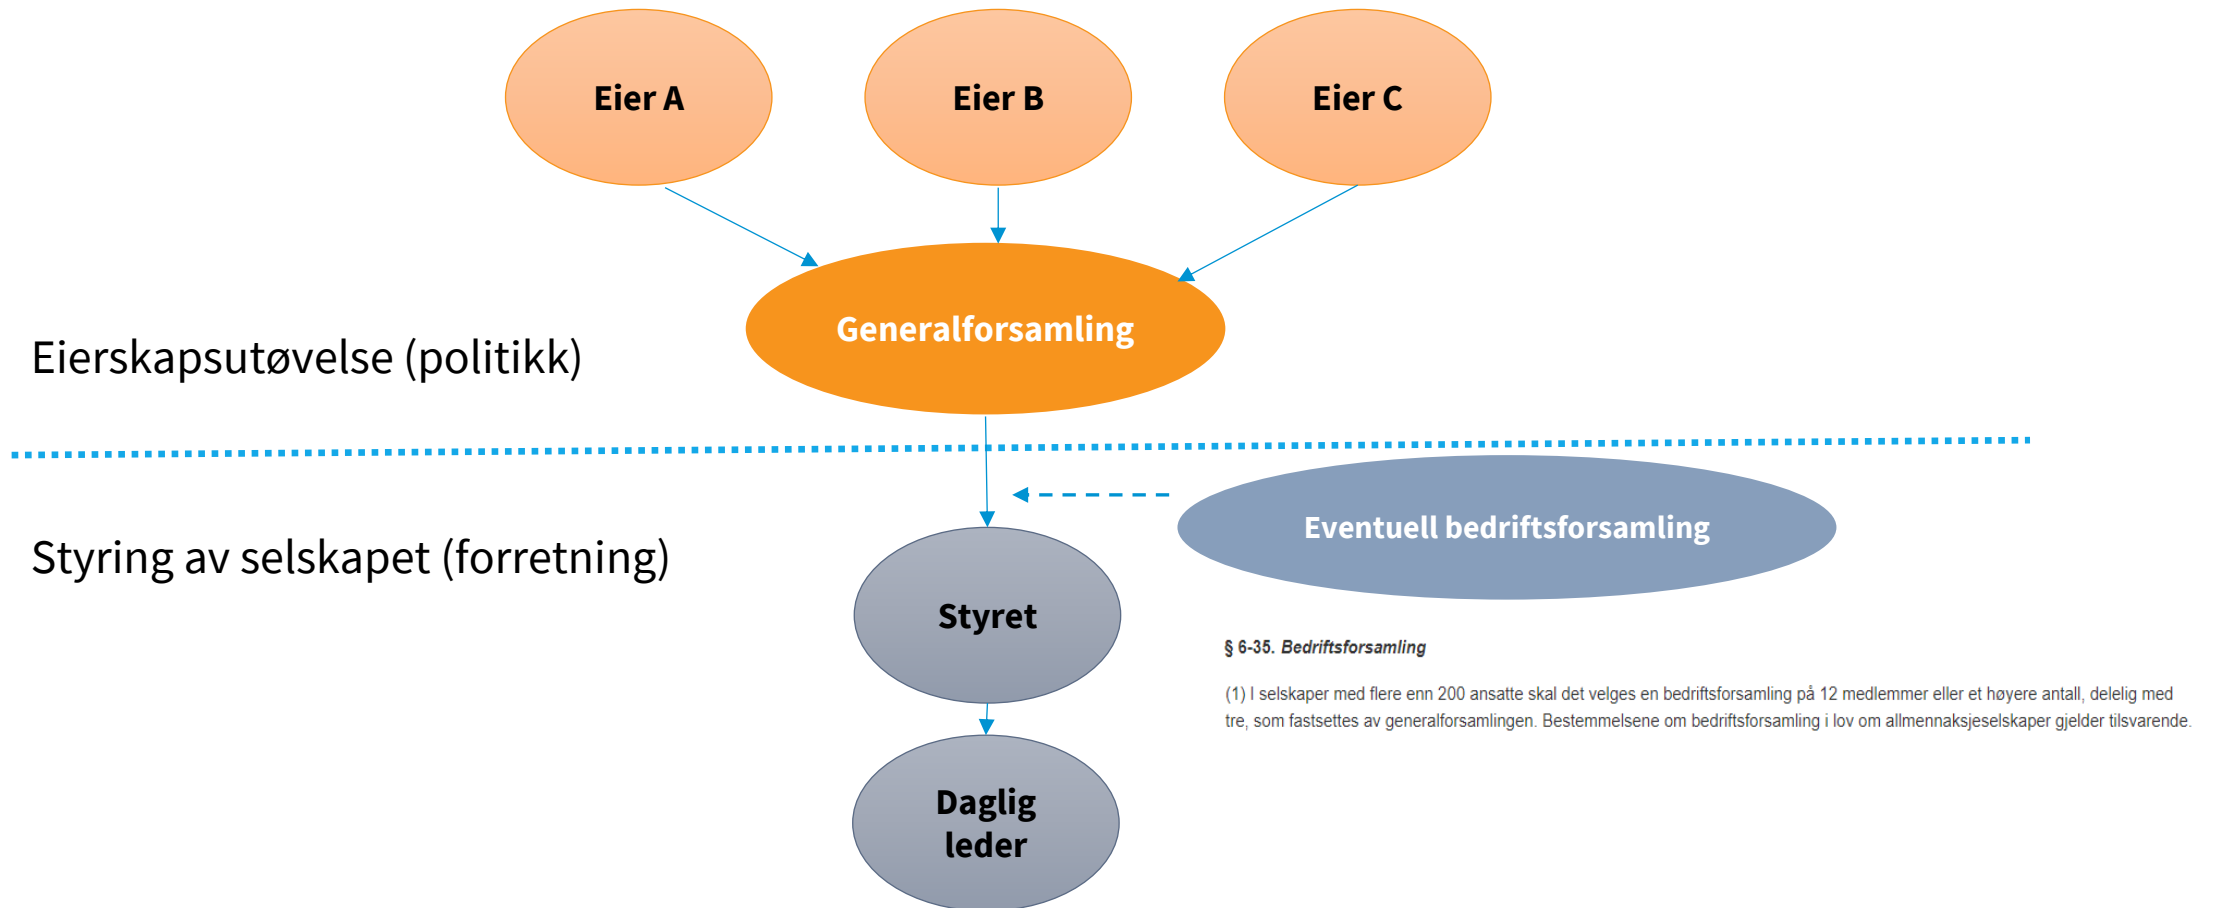 Eier A
Eier B
Eier C
Generalforsamling
Eierskapsutøvelse (politikk)
Eventuell bedriftsforsamling
Styring av selskapet (forretning)
Styret
§ 6-35. Bedriftsforsamling
(1) I selskaper med flere enn 200 ansatte skal det velges en bedriftsforsamling på 12 medlemmer eller et høyere antall, delelig med
tre, som fastsettes av generalforsamlingen. Bestemmelsene om bedriftsforsamling i lov om allmennaksjeselskaper gjelder tilsvarende.
Daglig
leder